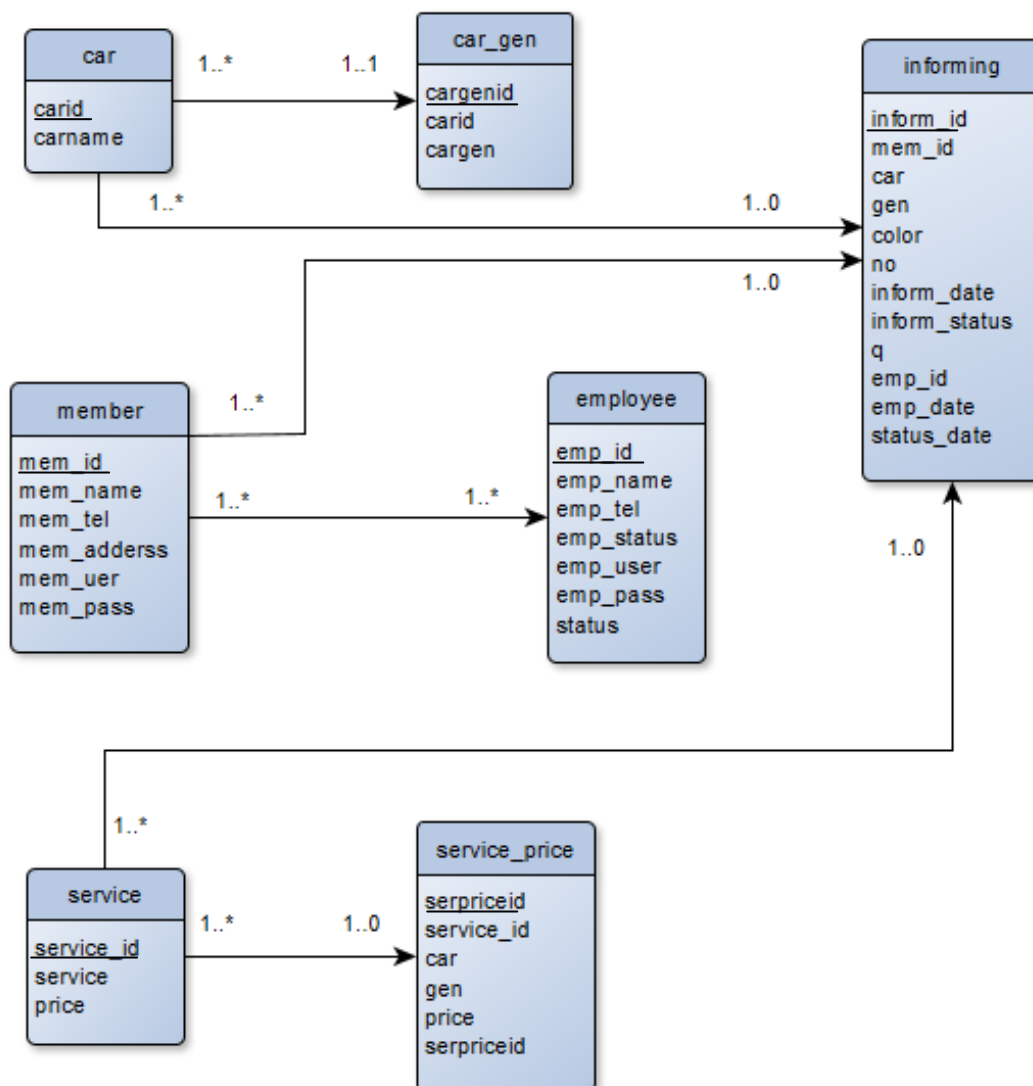 car
carid
carname
1..*
1..1
car_gen
cargenid
carid
cargen
1..*
1..0
informing
inform_id
mem_id
car
gen
color
no
inform_date
inform_status
q
emp_id
emp_date
status_date
1..0
1..*
member
mem_id
mem_name
mem_tel
mem_adderss
mem_uer
mem_pass
1..*
1..*
employee
emp_id
emp_name
emp_tel
emp_status
emp_user
emp_pass
status
1..0
1..*
service
service_id
service
price
1..*
1..0
service_price
serpriceid
service_id
car
gen
price
serpriceid